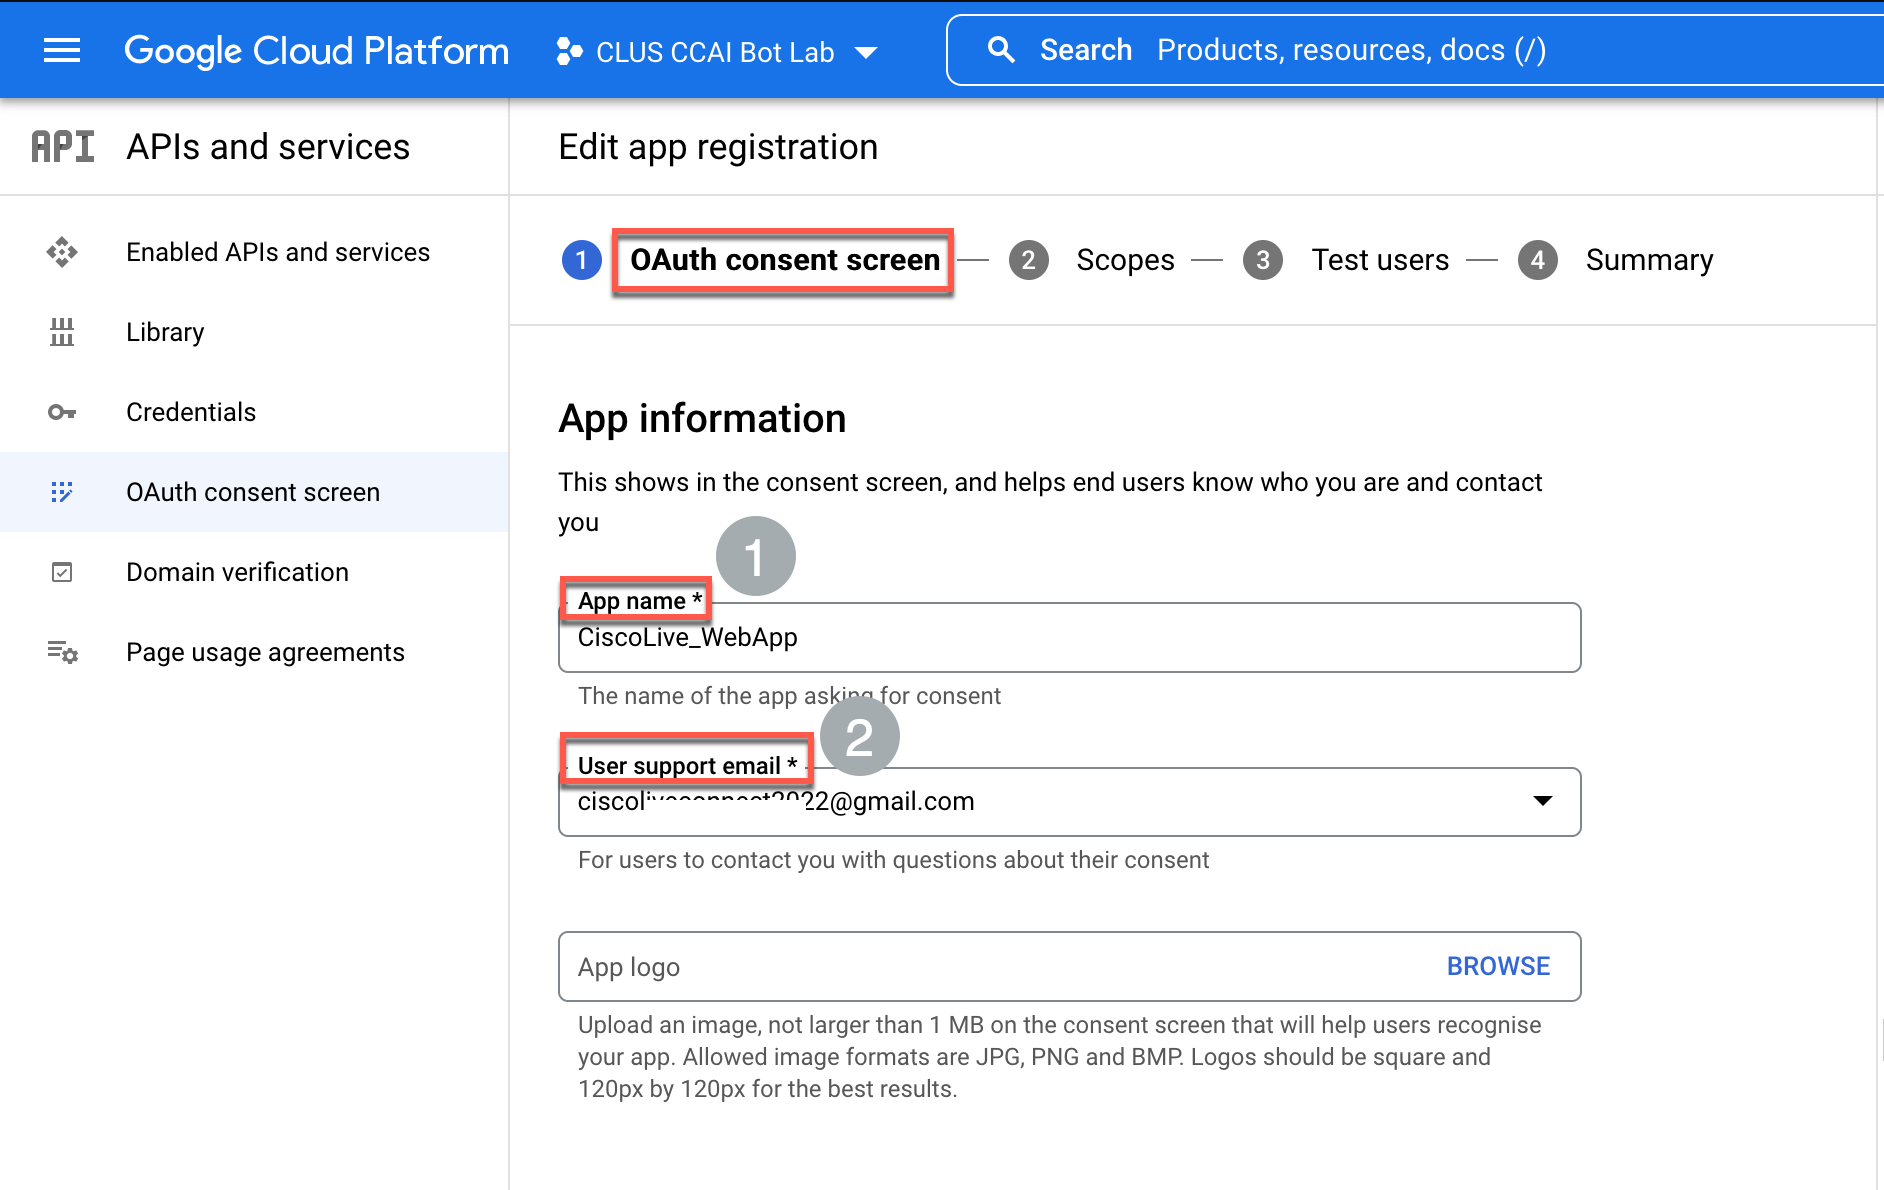 Google Cloud Platform CLUS CCAI Bot Lab Search Products, resources, docs (/)
API APIs and services
Edit app registration
Enabled APIs and services
Library
Credentials
OAuth consent screen
Domain verification
Page usage agreements
1 OAuth consent screen 2 Scopes 3 Test users 4 Summary
App information
This shows in the consent screen, and helps end users know who you are and contact
you
1
App name *
CiscoLive_WebApp
The name of the app asking for consent
2
User support email *
ciscoliveconnect2022@gmail.com
For users to contact you with questions about their consent
App logo BROWSE
Upload an image, not larger than 1 MB on the consent screen that will help users recognise
your app. Allowed image formats are JPG, PNG and BMP. Logos should be square and
120px by 120px for the best results.